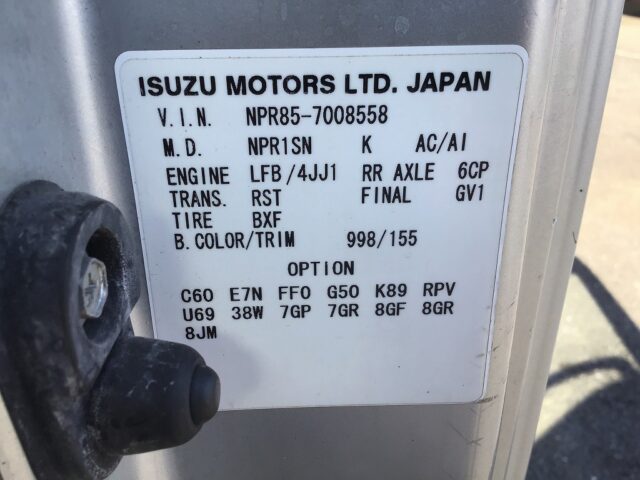 ISUZU MOTORS LTD. JAPAN
V.I.N. NPR85-7008558
M.D. NPR1SN K AC/AI
ENGINE LFB/4JJ1 RR AXLE 6CP
TRANS. RST FINAL GV1
TIRE BXF
B.COLOR/TRIM 998/155
OPTION
C60 E7N FF0 G50 K89 RPV
U69 38W 7GP 7GR 8GF 8GR
8JM